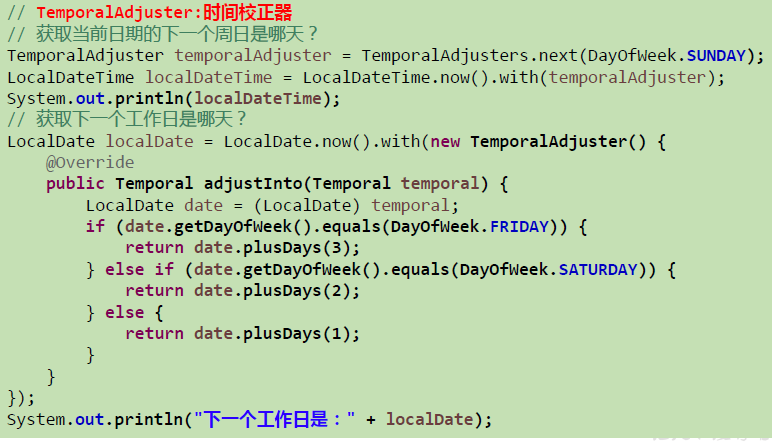 // TemporalAdjuster:时间校正器
// 获取当前日期的下一个周日是哪天？
TemporalAdjuster temporalAdjuster = TemporalAdjusters.next(DayOfWeek.SUNDAY);
LocalDateTime localDateTime = LocalDateTime.now().with(temporalAdjuster);
System.out.println(localDateTime);
// 获取下一个工作日是哪天？
LocalDate localDate = LocalDate.now().with(new TemporalAdjuster() {
    @Override
    public Temporal adjustInto(Temporal temporal) {
        LocalDate date = (LocalDate) temporal;
        if (date.getDayOfWeek().equals(DayOfWeek.FRIDAY)) {
            return date.plusDays(3);
        } else if (date.getDayOfWeek().equals(DayOfWeek.SATURDAY)) {
            return date.plusDays(2);
        } else {
            return date.plusDays(1);
        }
    }
});
System.out.println("下一个工作日是：" + localDate);